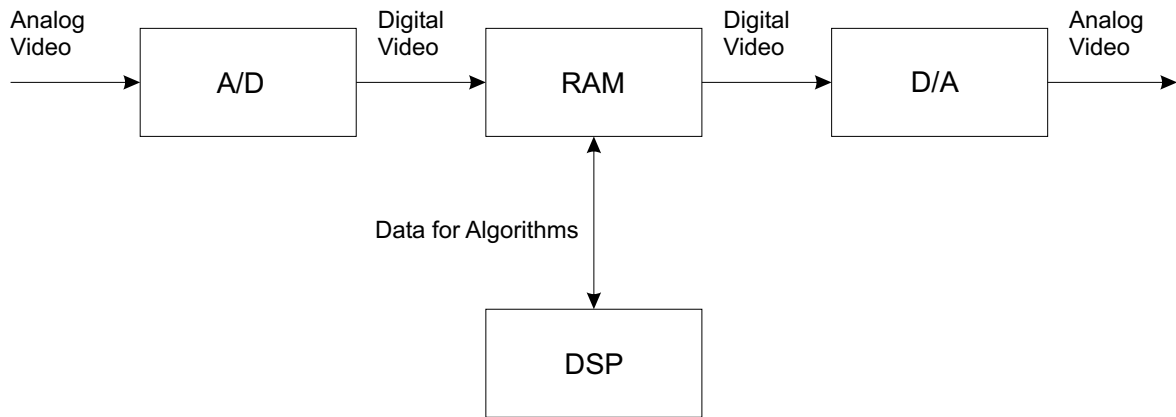 Analog
Video
Digital
Video
Digital
Video
Analog
Video
A/D
RAM
D/A
Data for Algorithms
DSP